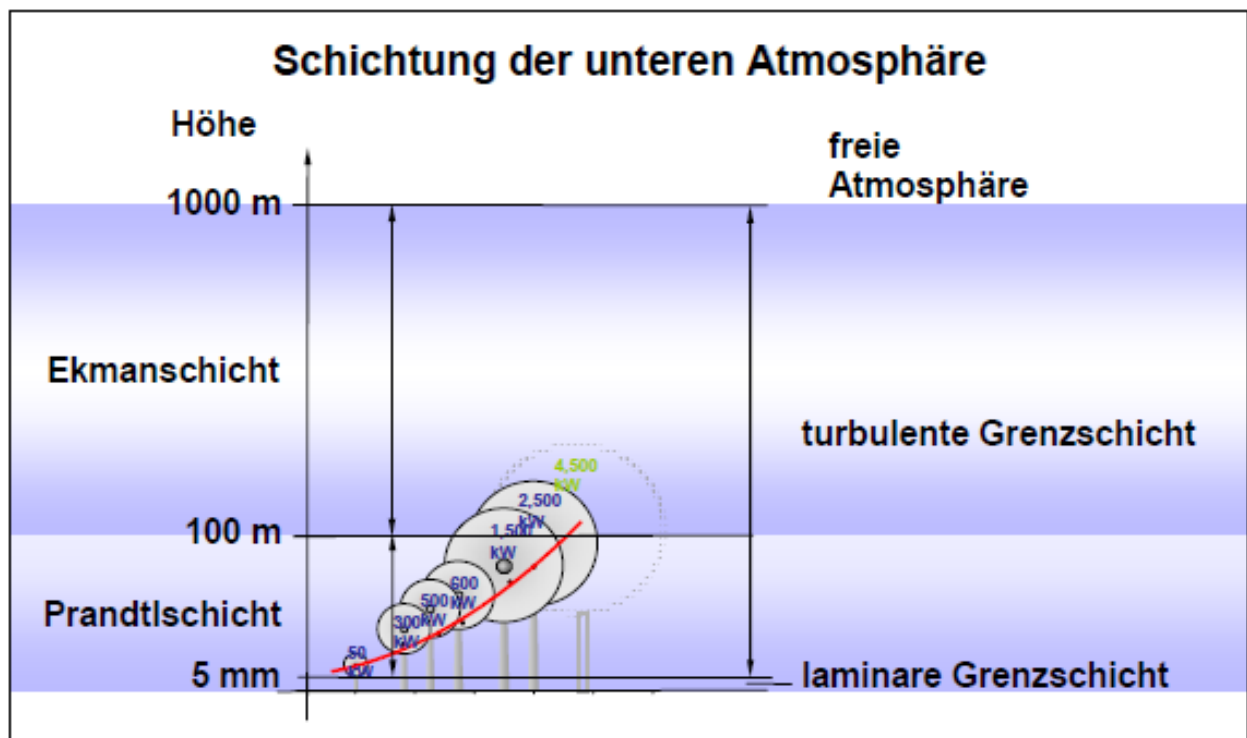 Schichtung der unteren Atmosphäre
Höhe
freie
Atmosphäre
1000 m
Ekmanschicht
turbulente Grenzschicht
4,500
kW
2,500
kW
100 m
1,500
kW
600
kW
500
kW
300
kW
50
kW
Prandtlschicht
5 mm
laminare Grenzschicht